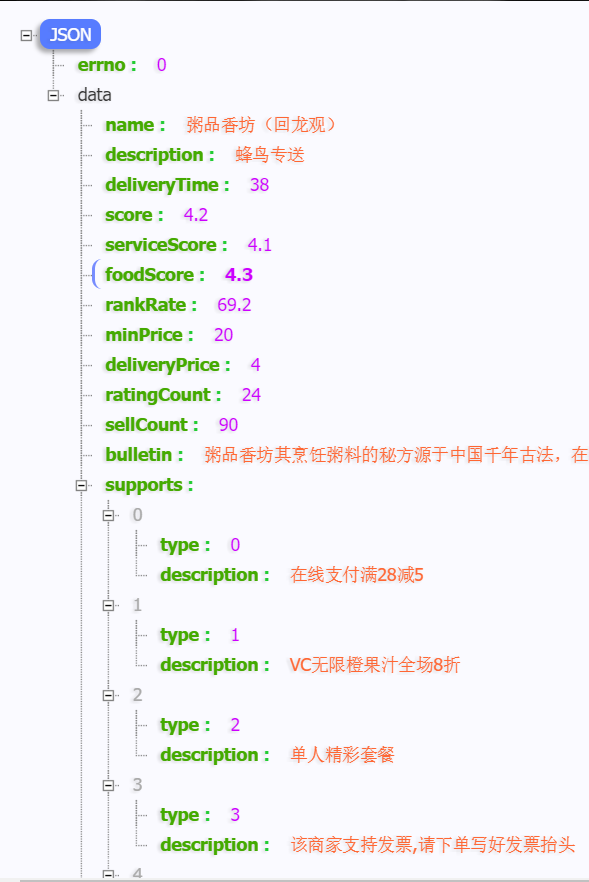 JSON
errno : 0
data
name : 粥品香坊（回龙观）
description : 蜂鸟专送
deliveryTime : 38
score : 4.2
serviceScore : 4.1
foodScore : 4.3
rankRate : 69.2
minPrice : 20
deliveryPrice : 4
ratingCount : 24
sellCount : 90
bulletin : 粥品香坊其烹饪粥料的秘方源于中国千年古法，在
supports :
0
type : 0
description : 在线支付满28减5
1
type : 1
description : VC无限橙果汁全场8折
2
type : 2
description : 单人精彩套餐
3
type : 3
description : 该商家支持发票,请下单写好发票抬头
4